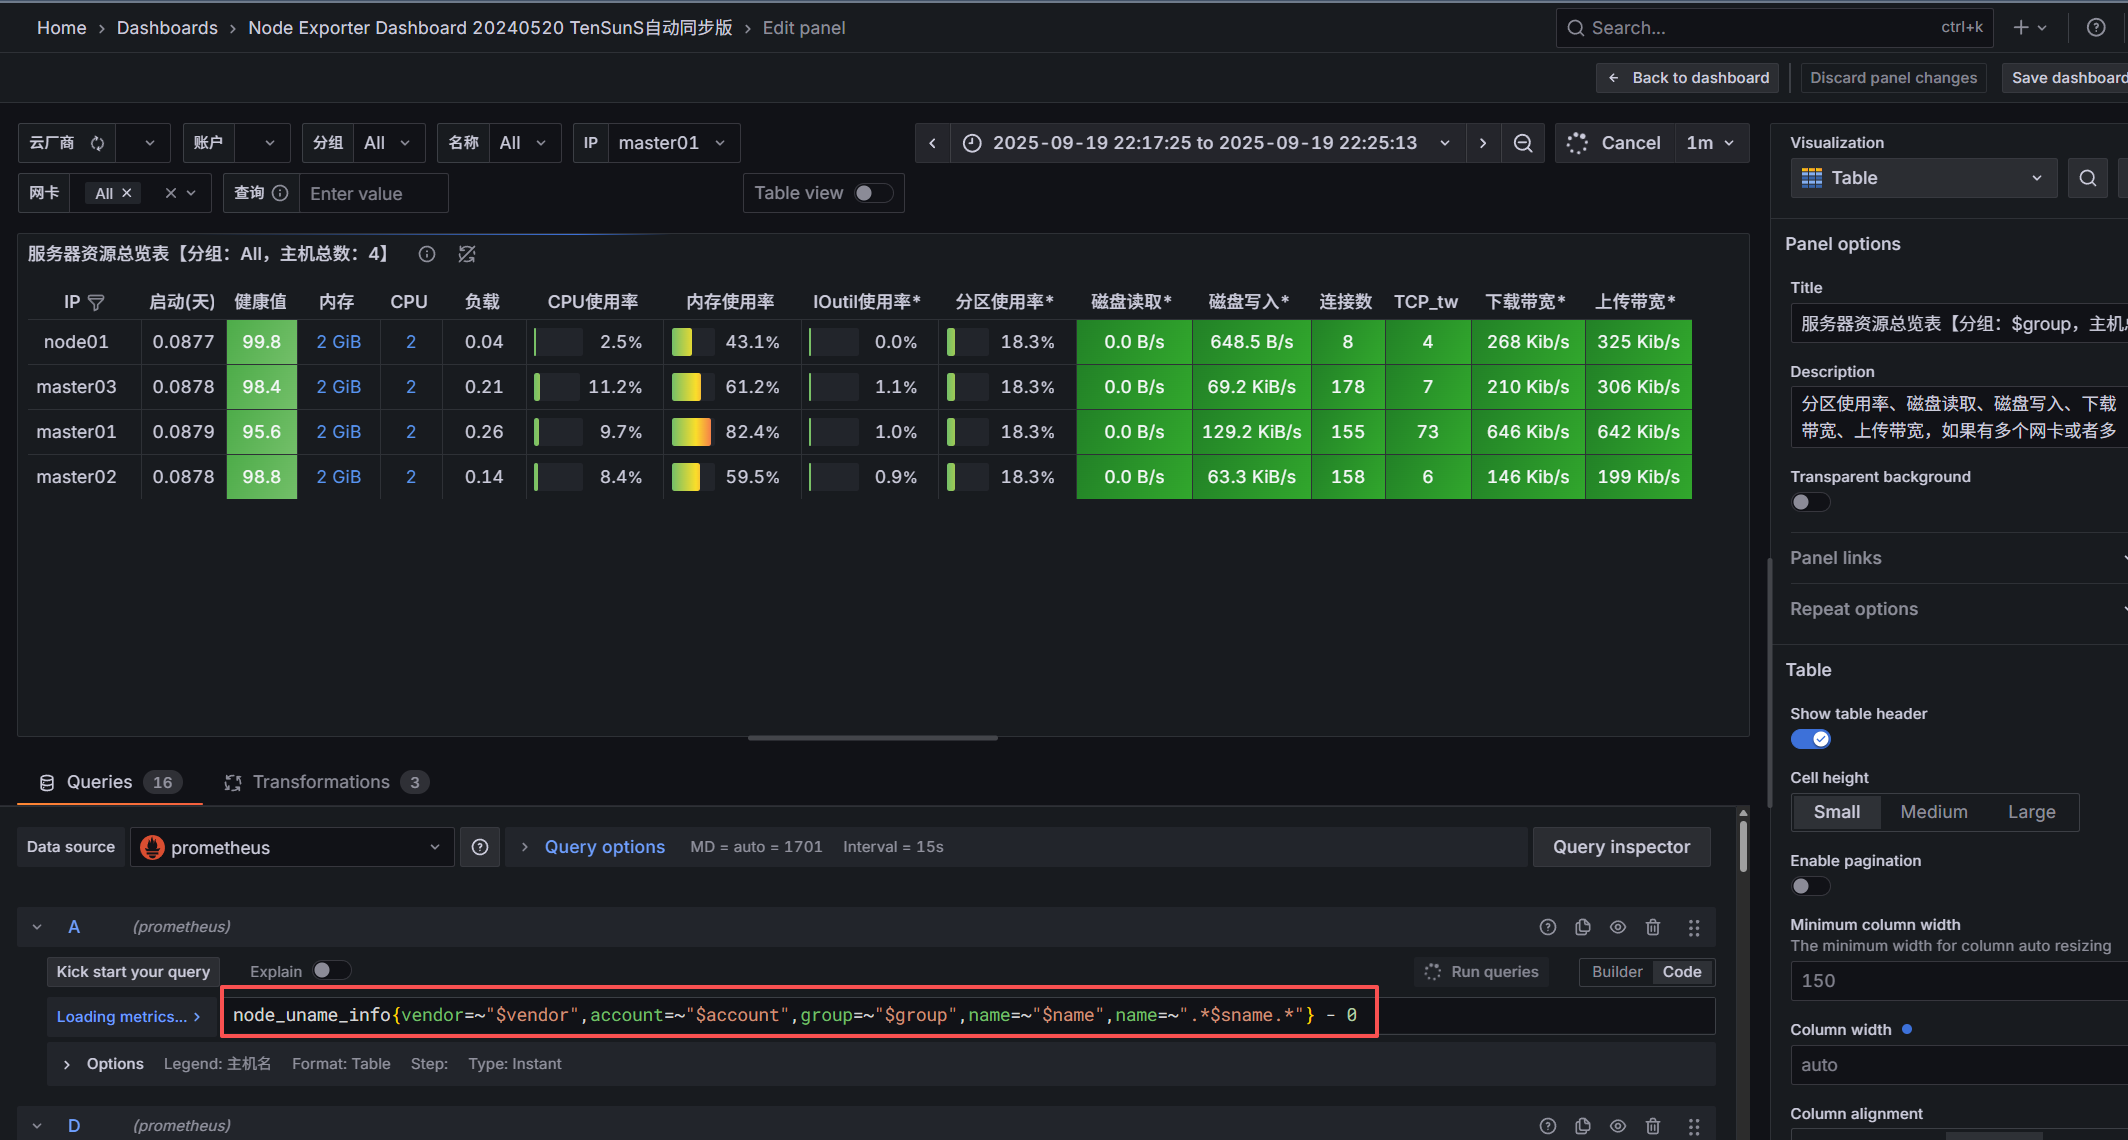 Home › Dashboards › Node Exporter Dashboard 20240520 TenSunS自动同步版 › Edit panel
Search... ctrl+k
Back to dashboard Discard panel changes Save dashboard
云厂商 账户 分组 All 名称 All IP master01
2025-09-19 22:17:25 to 2025-09-19 22:25:13 Cancel 1m
网卡 All 查询 Enter value Table view
服务器资源总览表【分组：All，主机总数：4】
IP 启动(天) 健康值 内存 CPU 负载 CPU使用率 内存使用率 IOutil使用率* 分区使用率* 磁盘读取* 磁盘写入* 连接数 TCP_tw 下载带宽* 上传带宽*
node01 0.0877 99.8 2 GiB 2 0.04 2.5% 43.1% 0.0% 18.3% 0.0 B/s 648.5 B/s 8 4 268 Kib/s 325 Kib/s
master03 0.0878 98.4 2 GiB 2 0.21 11.2% 61.2% 1.1% 18.3% 0.0 B/s 69.2 KiB/s 178 7 210 Kib/s 306 Kib/s
master01 0.0879 95.6 2 GiB 2 0.26 9.7% 82.4% 1.0% 18.3% 0.0 B/s 129.2 KiB/s 155 73 646 Kib/s 642 Kib/s
master02 0.0878 98.8 2 GiB 2 0.14 8.4% 59.5% 0.9% 18.3% 0.0 B/s 63.3 KiB/s 158 6 146 Kib/s 199 Kib/s
Queries 16 Transformations 3
Data source prometheus Query options MD = auto = 1701 Interval = 15s Query inspector
A (prometheus)
Kick start your query Explain Run queries Builder Code
Loading metrics... node_uname_info{vendor=~"$vendor",account=~"$account",group=~"$group",name=~"$name",name=~".*$sname.*"} - 0
Options Legend: 主机名 Format: Table Step: Type: Instant
D (prometheus)
Visualization
Table
Panel options
Title
服务器资源总览表【分组：$group，主机
Description
分区使用率、磁盘读取、磁盘写入、下载
带宽、上传带宽，如果有多个网卡或者多
Transparent background
Panel links
Repeat options
Table
Show table header
Cell height
Small Medium Large
Enable pagination
Minimum column width
The minimum width for column auto resizing
150
Column width
auto
Column alignment